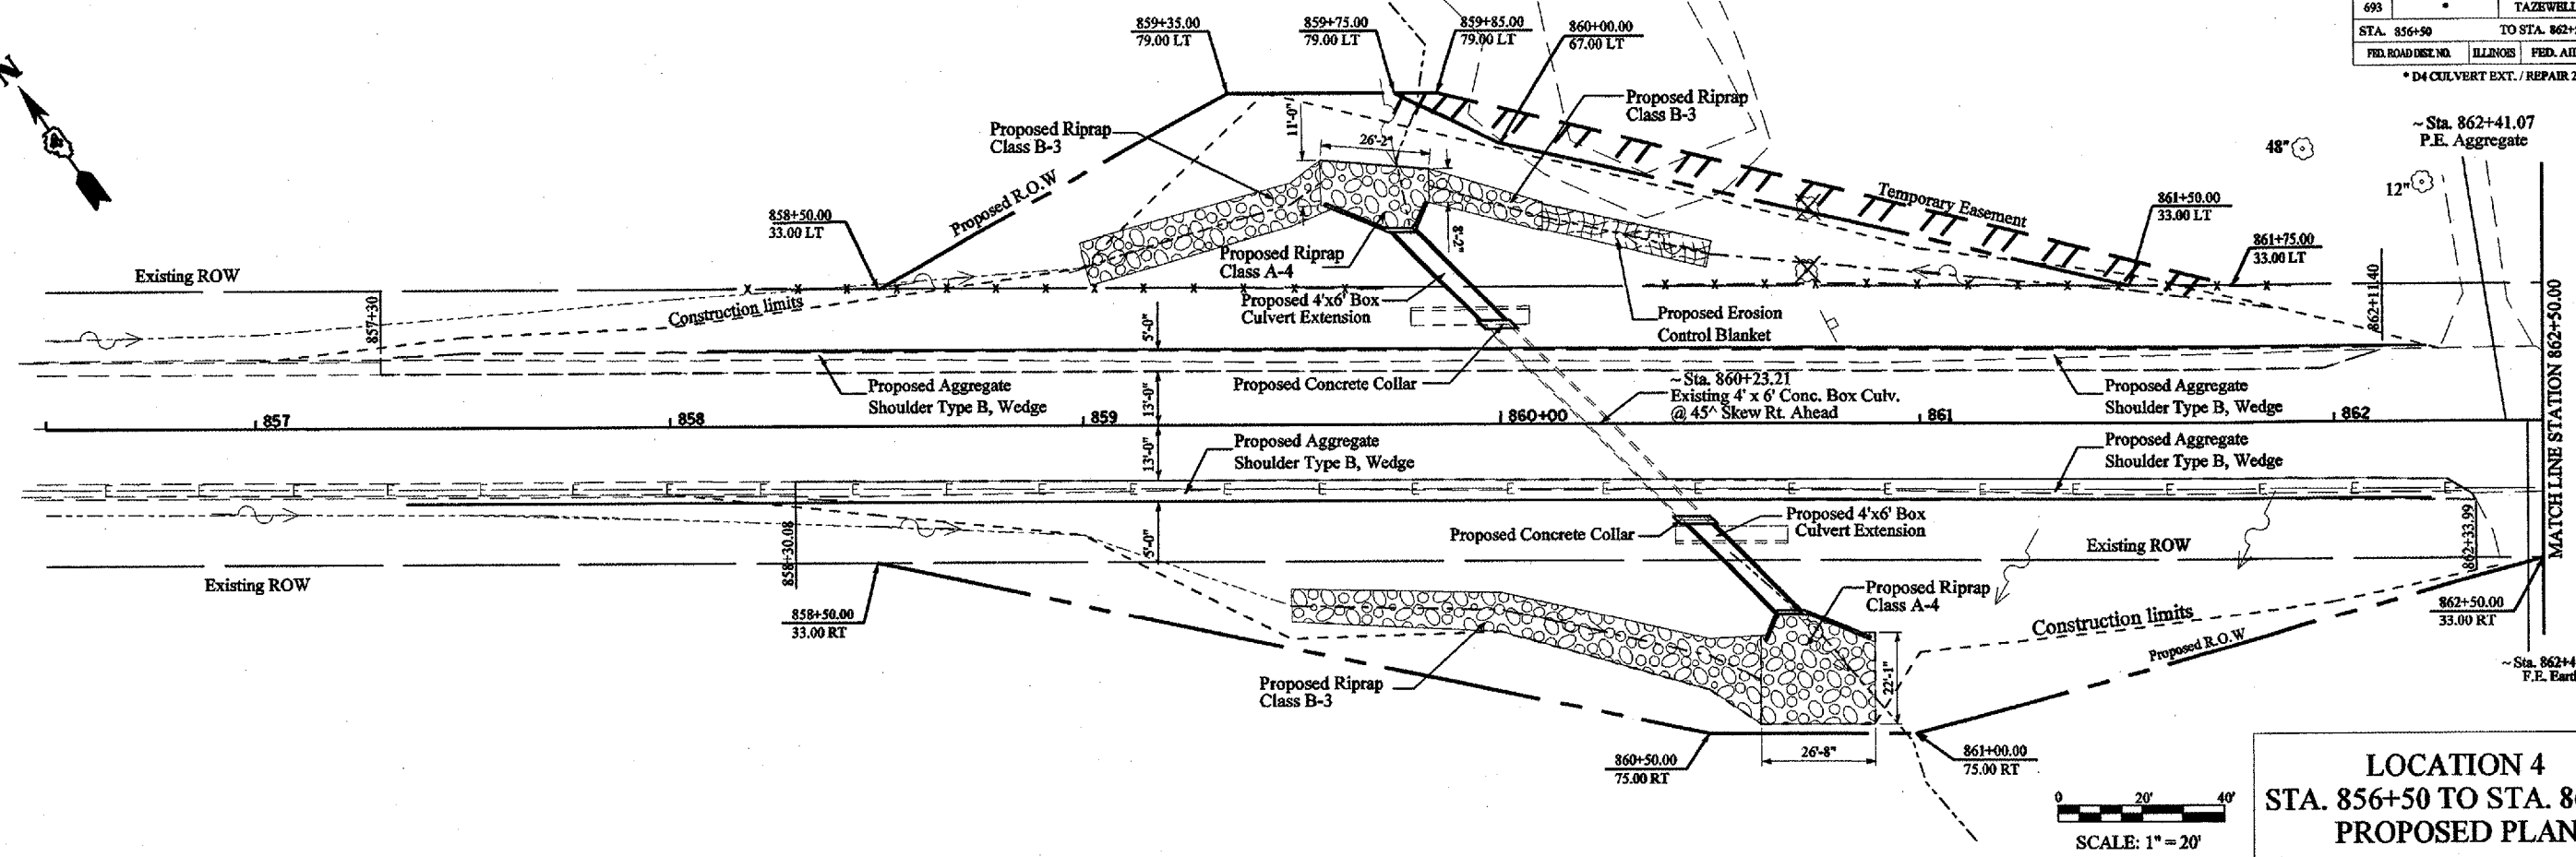 693 * TAZEWELL
STA. 856+50 TO STA. 862+
FED. ROAD DIST. NO. ILLINOIS FED. AID
* D4 CULVERT EXT. / REPAIR 2
N
859+35.00
79.00 LT
859+75.00
79.00 LT
859+85.00
79.00 LT
860+00.00
67.00 LT
Proposed Riprap
Class B-3
Proposed Riprap
Class B-3
11'-0"
26'-2"
48"
~ Sta. 862+41.07
P.E. Aggregate
12"
Proposed R.O.W
858+50.00
33.00 LT
Temporary Easement
861+50.00
33.00 LT
861+75.00
33.00 LT
8'-2"
Proposed Riprap
Class A-4
Existing ROW
857+30
Construction limits
Proposed 4'x6' Box
Culvert Extension
Proposed Erosion
Control Blanket
862+11.40
5'-0"
Proposed Aggregate
Shoulder Type B, Wedge
Proposed Concrete Collar
~ Sta. 860+23.21
Existing 4' x 6' Conc. Box Culv.
@ 45^ Skew Rt. Ahead
Proposed Aggregate
Shoulder Type B, Wedge
13'-0"
857 858 859 860+00 861 862
MATCH LINE STATION 862+50.00
13'-0"
Proposed Aggregate
Shoulder Type B, Wedge
Proposed Aggregate
Shoulder Type B, Wedge
E E E E E E E E E E E E E E E E E E E E E E E E E E
858+30.08
5'-0"
Proposed Concrete Collar
Proposed 4'x6' Box
Culvert Extension
Existing ROW
862+33.99
Existing ROW
858+50.00
33.00 RT
Proposed Riprap
Class A-4
Construction limits
862+50.00
33.00 RT
Proposed R.O.W
~ Sta. 862+4
F.E. Eart
Proposed Riprap
Class B-3
22'-1"
26'-8"
860+50.00
75.00 RT
861+00.00
75.00 RT
0 20' 40'
SCALE: 1" = 20'
LOCATION 4
STA. 856+50 TO STA. 8
PROPOSED PLAN